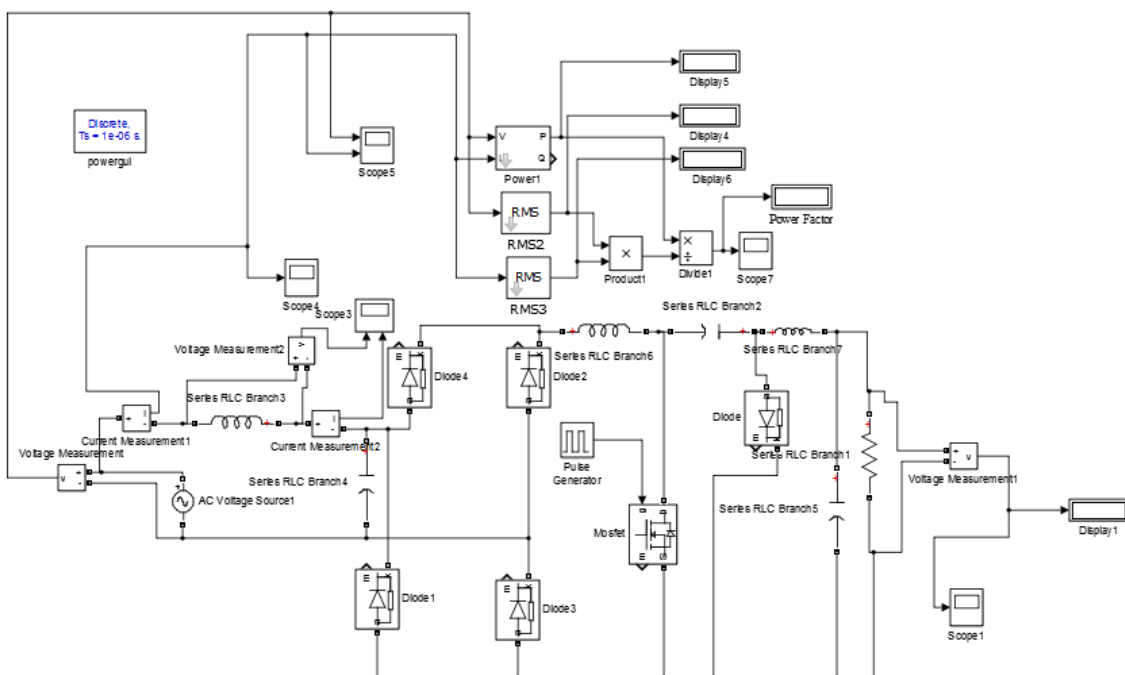 Display5
Discrete,
Ts = 1e-06 s.
powergui
Scope5
V
P
I
Q
Power1
Display4
Display6
RMS
RMS2
Power Factor
×
÷
Divide1
Scope7
×
Product1
RMS
RMS3
Scope4
Scope3
Series RLC Branch2
Voltage Measurement2
v
+ -
Series RLC Branch3
m
Diode4
m
Diode2
Series RLC Branch6
Series RLC Branch7
m
Diode
+
i
-
Current Measurement1
+
i
-
Current Measurement2
Voltage Measurement
v
+
-
AC Voltage Source1
Series RLC Branch4
Pulse
Generator
Series RLC Branch1
+
-
v
Voltage Measurement1
Series RLC Branch5
Mosfet
g
D
m
S
Display1
m
Diode1
m
Diode3
Scope1